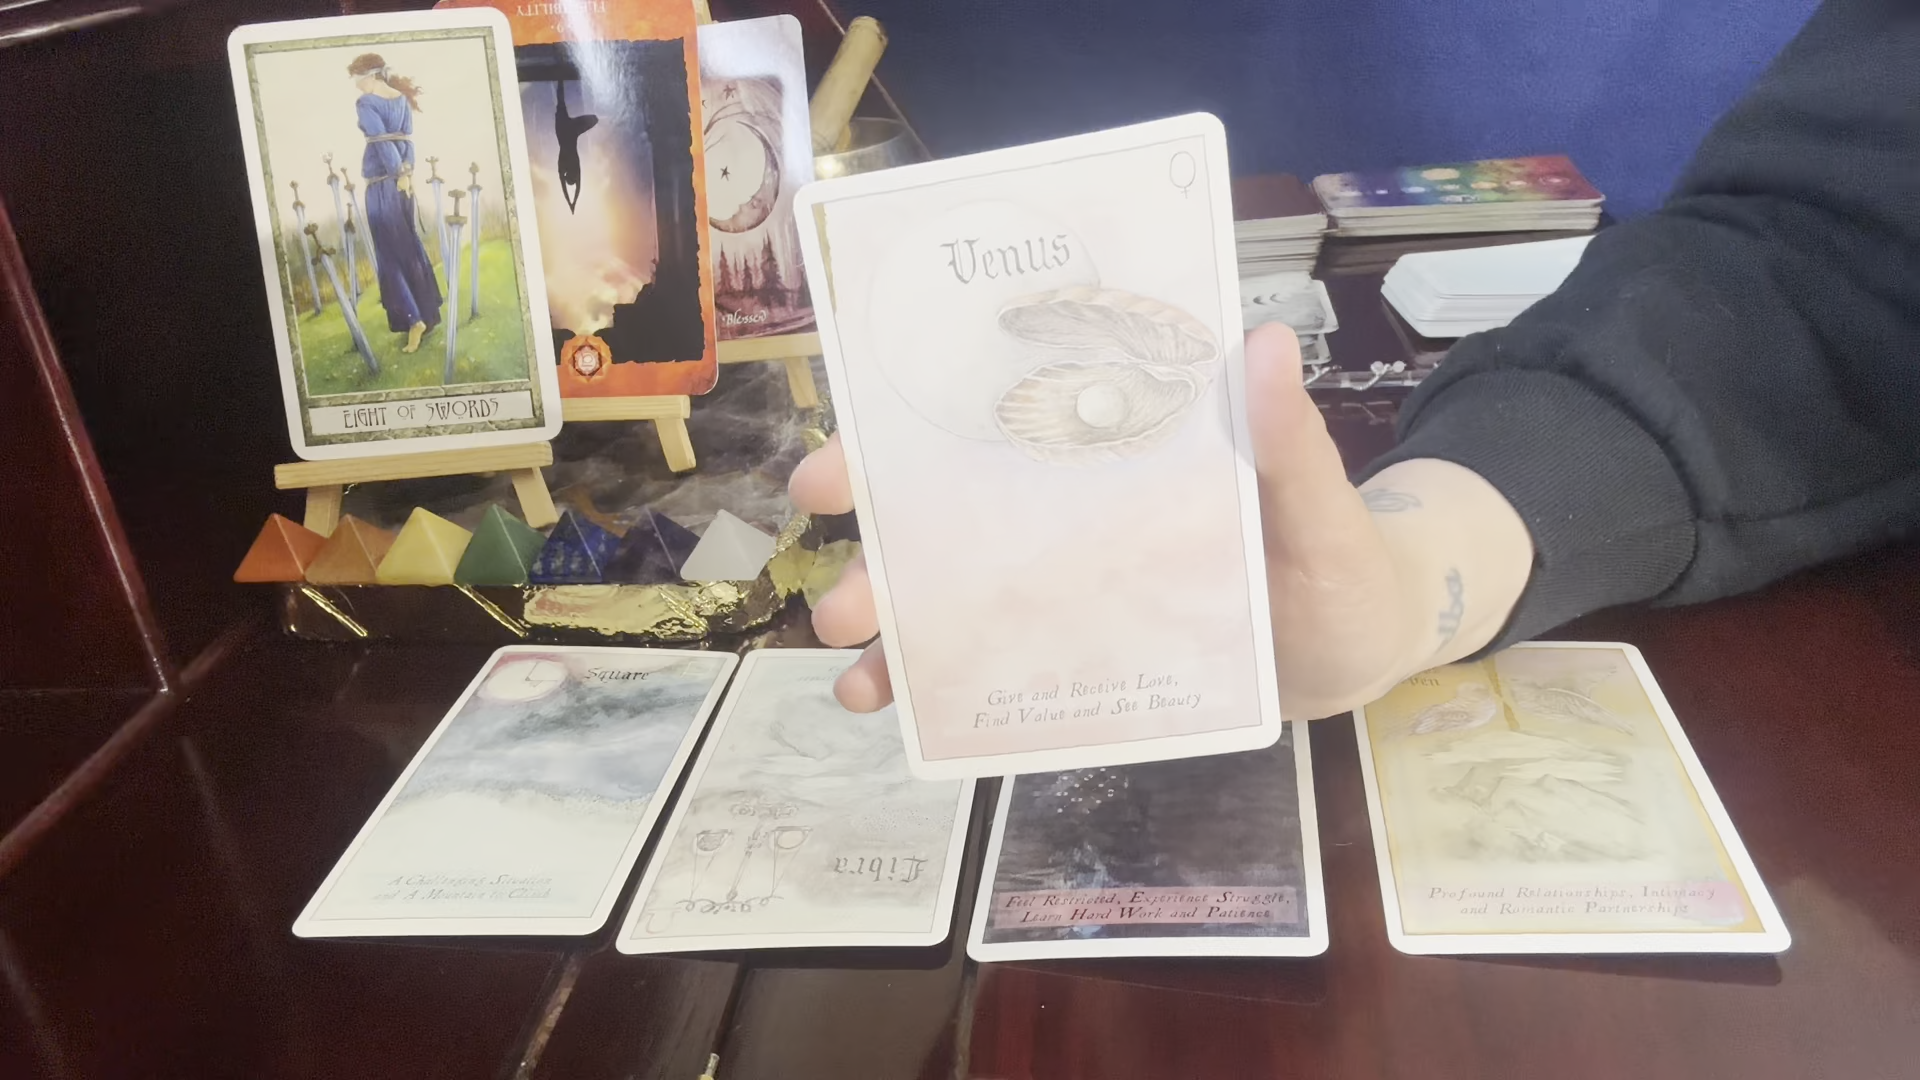 FLEXIBILITY
EIGHT OF SWORDS
Blessed
Venus
Give and Receive Love,
Find Value and See Beauty
Square
A Challenging Situation
and A Mountain to Climb
Libra
Feel Restricted, Experience Struggle,
Learn Hard Work and Patience
Profound Relationships, Intimacy
and Romantic Partnerships